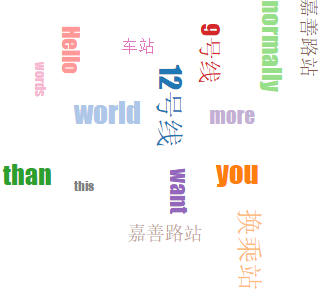 嘉善路站
normally
9号线
Hello
车站
words
12号线
world
more
than
this
want
you
嘉善路站
换乘站